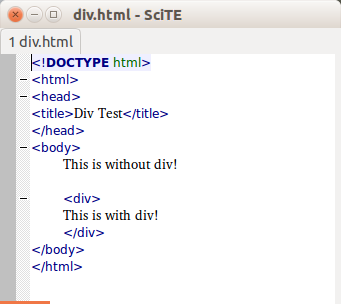 div.html - SciTE
1 div.html
<!DOCTYPE html>
<html>
<head>
<title>Div Test</title>
</head>
<body>
This is without div!
<div>
This is with div!
</div>
</body>
</html>